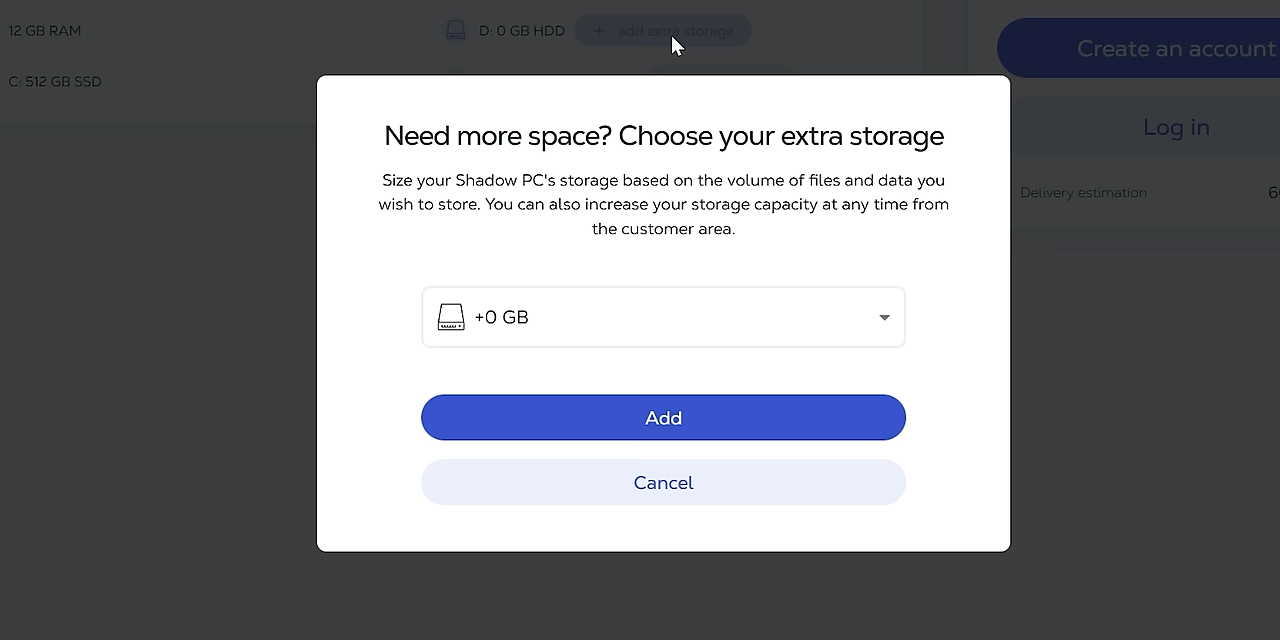 12 GB RAM
D: 0 GB HDD
+ add extra storage
Create an account
C: 512 GB SSD
Log in
Need more space? Choose your extra storage
Size your Shadow PC's storage based on the volume of files and data you
wish to store. You can also increase your storage capacity at any time from
the customer area.
Delivery estimation
+0 GB
Add
Cancel